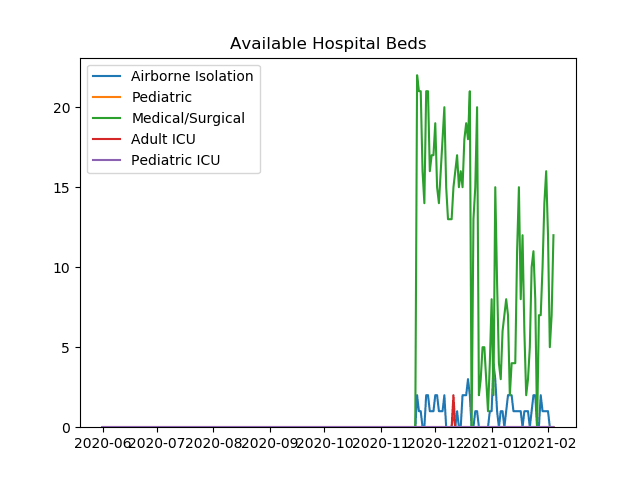 Available Hospital Beds
Airborne Isolation
Pediatric
Medical/Surgical
Adult ICU
Pediatric ICU
20
15
10
5
0
2020-06 2020-07 2020-08 2020-09 2020-10 2020-11 2020-12 2021-01 2021-02